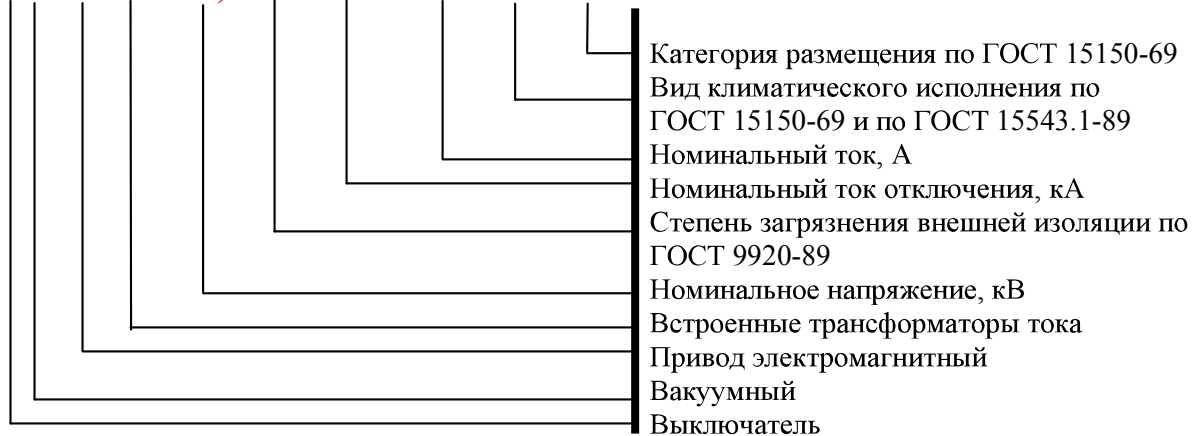 Категория размещения по ГОСТ 15150-69
Вид климатического исполнения по
ГОСТ 15150-69 и по ГОСТ 15543.1-89
Номинальный ток, А
Номинальный ток отключения, кА
Степень загрязнения внешней изоляции по
ГОСТ 9920-89
Номинальное напряжение, кВ
Встроенные трансформаторы тока
Привод электромагнитный
Вакуумный
Выключатель